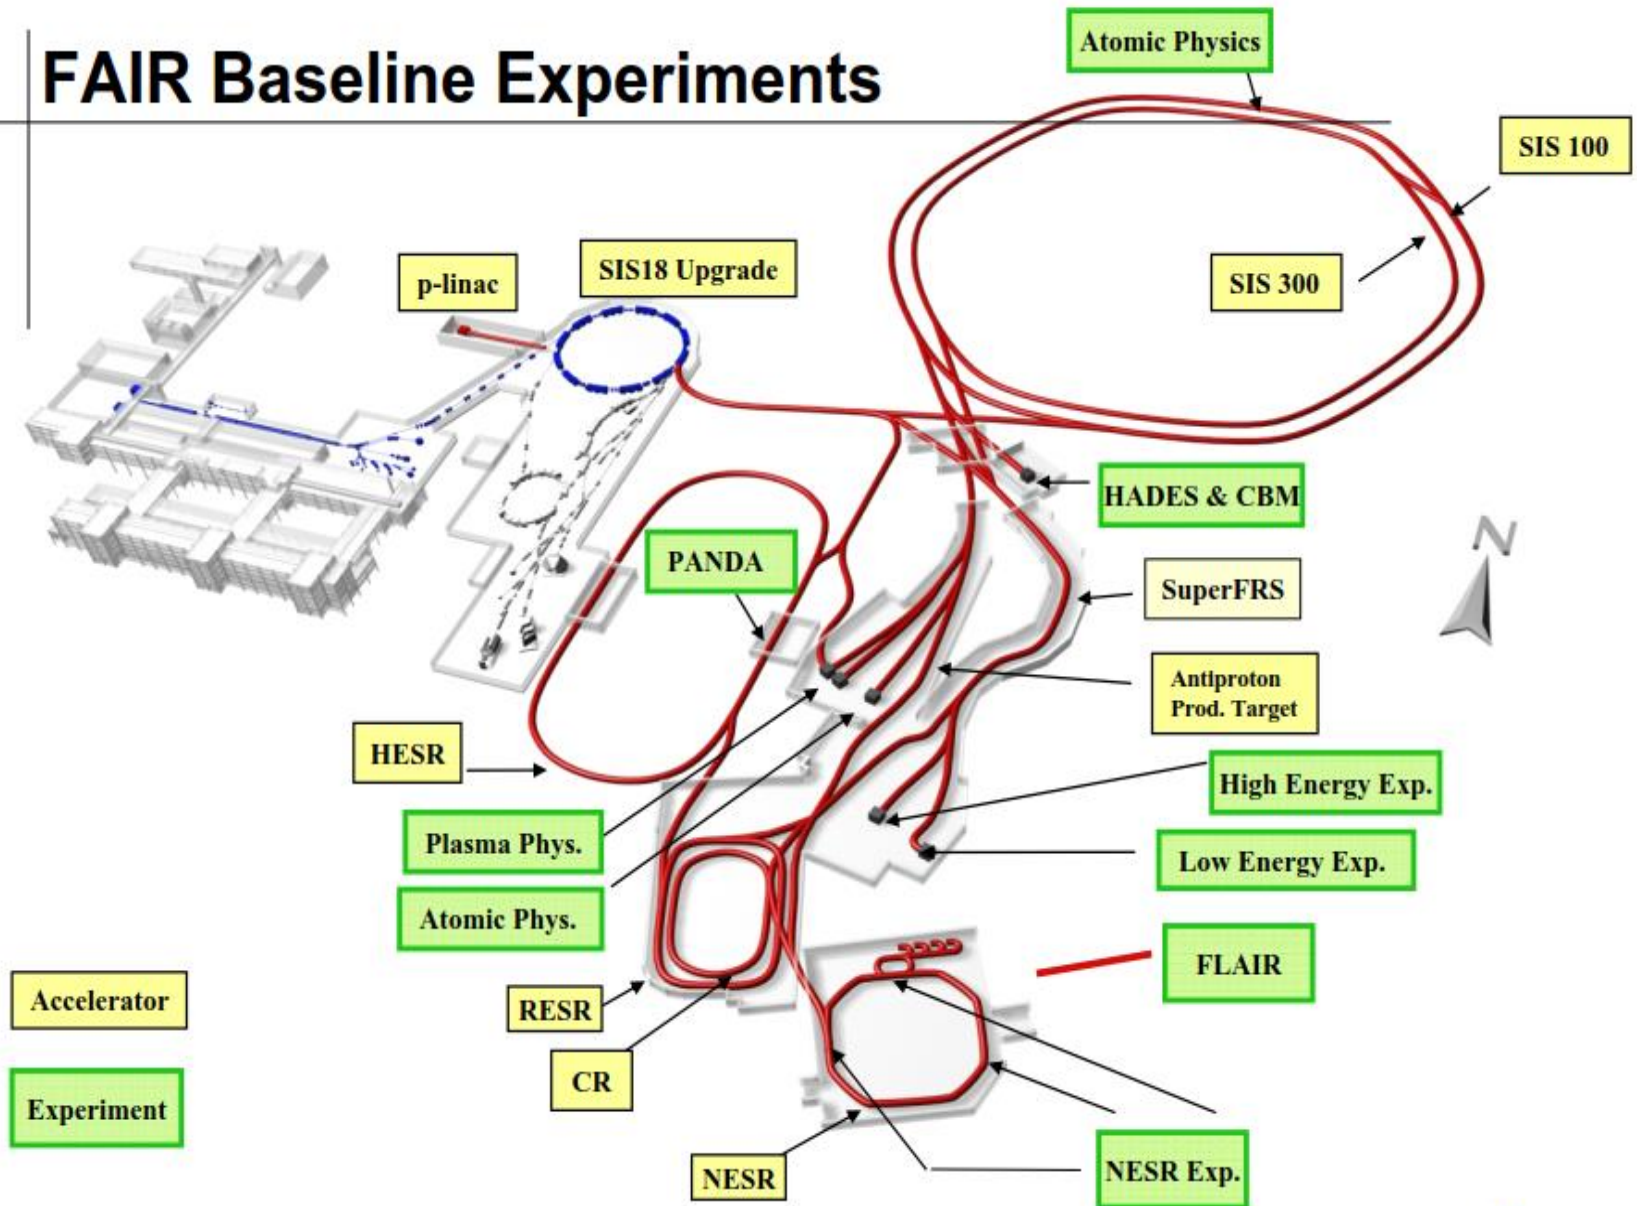 FAIR Baseline Experiments
Atomic Physics
SIS 100
SIS18 Upgrade
p-linac
SIS 300
HADES & CBM
N
PANDA
SuperFRS
Antiproton
Prod. Target
HESR
High Energy Exp.
Plasma Phys.
Low Energy Exp.
Atomic Phys.
FLAIR
Accelerator
RESR
CR
Experiment
NESR
NESR Exp.